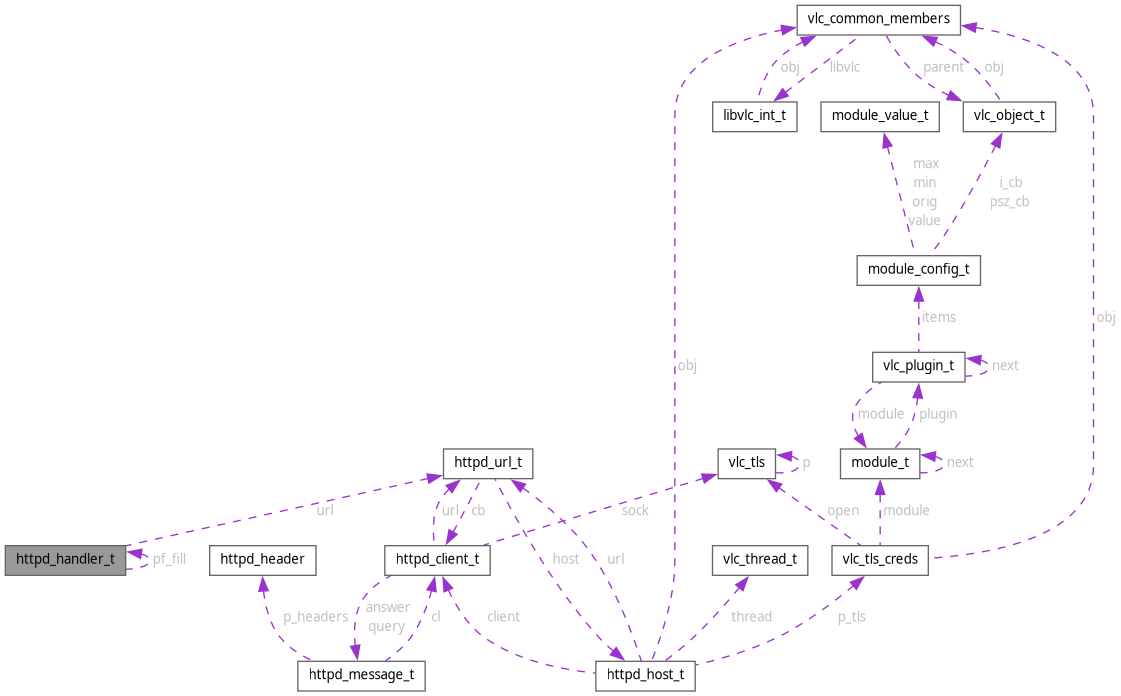 vlc_common_members
obj
libvlc
parent
obj
libvlc_int_t
module_value_t
vlc_object_t
max
min
orig
value
i_cb
psz_cb
module_config_t
items
obj
obj
vlc_plugin_t
next
module
plugin
httpd_url_t
vlc_tls
p
module_t
next
url
url
cb
sock
open
module
httpd_handler_t
pf_fill
httpd_header
httpd_client_t
host
url
vlc_thread_t
vlc_tls_creds
p_headers
answer
query
cl
client
thread
p_tls
httpd_message_t
httpd_host_t